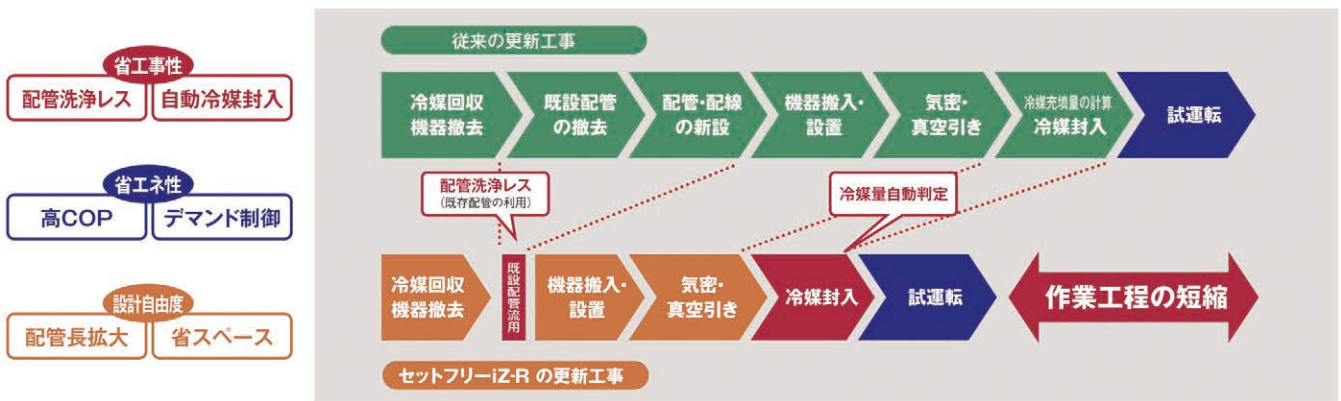 省工事性
配管洗浄レス
自動冷媒封入
省エネ性
高COP
デマンド制御
設計自由度
配管長拡大
省スペース
従来の更新工事
冷媒回収
機器撤去
既設配管
の撤去
配管・配線
の新設
機器搬入・
設置
気密・
真空引き
冷媒充填量の計算
冷媒封入
試運転
配管洗浄レス
(既存配管の利用)
冷媒量自動判定
冷媒回収
機器撤去
既設配管流用
機器搬入・
設置
気密・
真空引き
冷媒封入
試運転
作業工程の短縮
セットフリーiZ-R の更新工事